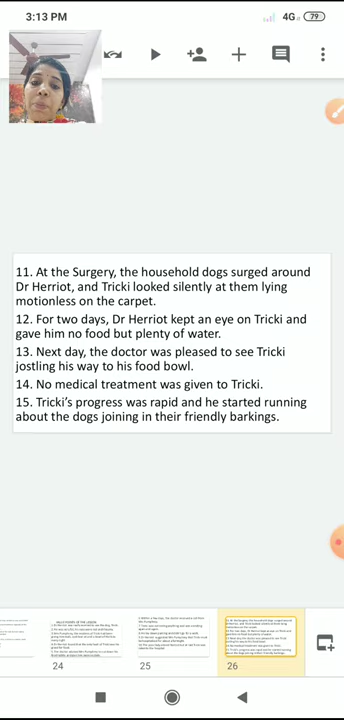 3:13 PM
4G
79
11. At the Surgery, the household dogs surged around
Dr Herriot, and Tricki looked silently at them lying
motionless on the carpet.
12. For two days, Dr Herriot kept an eye on Tricki and
gave him no food but plenty of water.
13. Next day, the doctor was pleased to see Tricki
jostling his way to his food bowl.
14. No medical treatment was given to Tricki.
15. Tricki's progress was rapid and he started running
about the dogs joining in their friendly barkings.
24
25
26